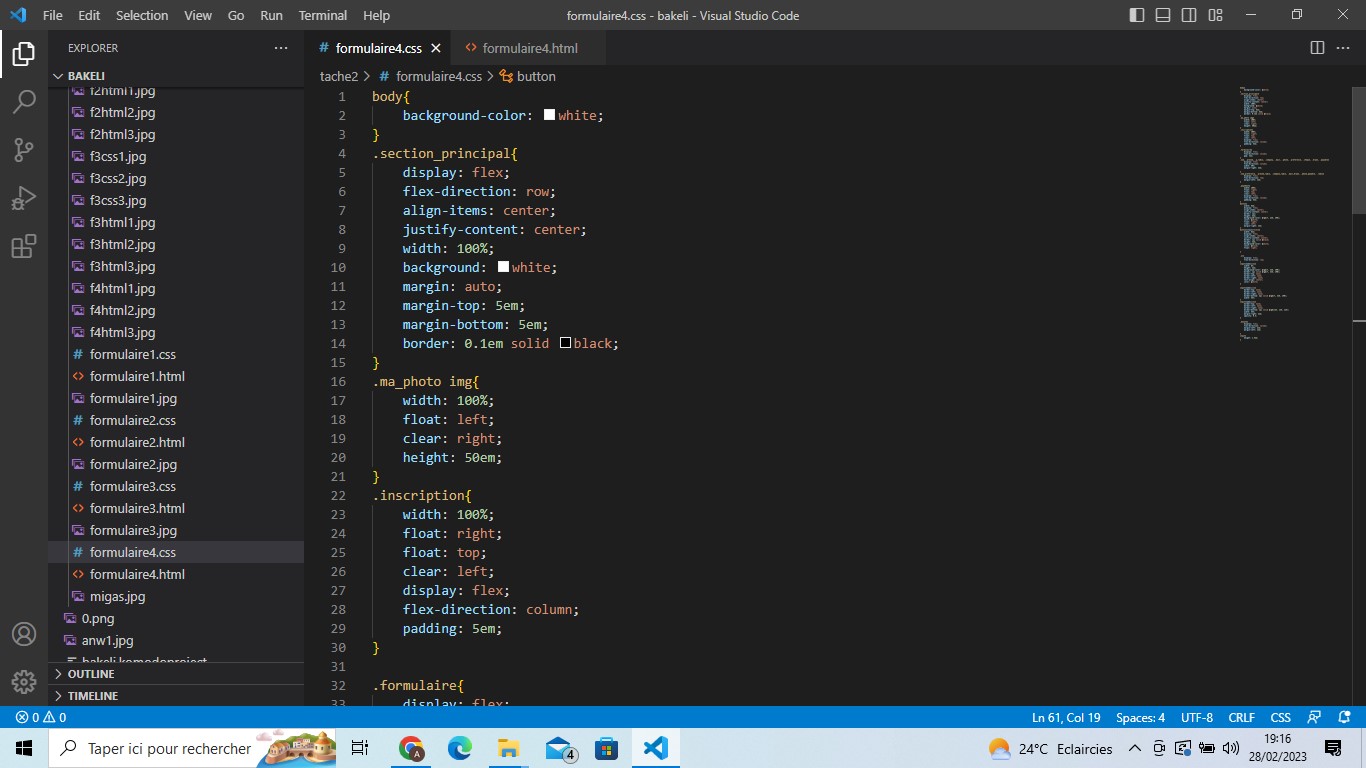 File Edit Selection View Go Run Terminal Help
formulaire4.css - bakeli - Visual Studio Code
EXPLORER
BAKELI
f2html1.jpg
f2html2.jpg
f2html3.jpg
f3css1.jpg
f3css2.jpg
f3css3.jpg
f3html1.jpg
f3html2.jpg
f3html3.jpg
f4html1.jpg
f4html2.jpg
f4html3.jpg
# formulaire1.css
<> formulaire1.html
formulaire1.jpg
# formulaire2.css
<> formulaire2.html
formulaire2.jpg
# formulaire3.css
<> formulaire3.html
formulaire3.jpg
# formulaire4.css
<> formulaire4.html
migas.jpg
0.png
anw1.jpg
bakeli.komodoproject
OUTLINE
TIMELINE
# formulaire4.css
<> formulaire4.html
tache2 > # formulaire4.css > button
1 body{
2 background-color: white;
3 }
4 .section_principal{
5 display: flex;
6 flex-direction: row;
7 align-items: center;
8 justify-content: center;
9 width: 100%;
10 background: white;
11 margin: auto;
12 margin-top: 5em;
13 margin-bottom: 5em;
14 border: 0.1em solid black;
15 }
16 .ma_photo img{
17 width: 100%;
18 float: left;
19 clear: right;
20 height: 50em;
21 }
22 .inscription{
23 width: 100%;
24 float: right;
25 float: top;
26 clear: left;
27 display: flex;
28 flex-direction: column;
29 padding: 5em;
30 }
31
32 .formulaire{
33 display: flex;
0 0
Ln 61, Col 19 Spaces: 4 UTF-8 CRLF CSS
Taper ici pour rechercher
A
4
24°C Eclaircies
19:16
28/02/2023